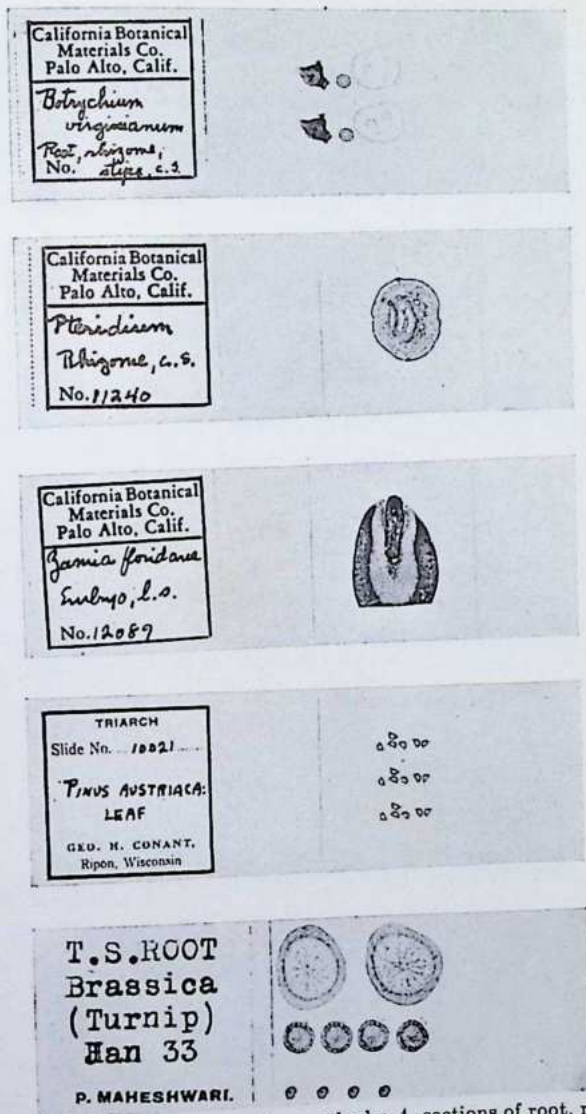 California Botanical
Materials Co.
Palo Alto, Calif.
Botrychium
virginianum
Root, rhizome,
No. stipe, c.s.
California Botanical
Materials Co.
Palo Alto, Calif.
Pteridium
Rhizome, c.s.
No. 11240
California Botanical
Materials Co.
Palo Alto, Calif.
Zamia floridana
Embryo, l.s.
No. 12089
TRIARCH
Slide No. 10021
PINUS AUSTRIACA:
LEAF
GEO. H. CONANT,
Ripon, Wisconsin
T.S.ROOT
Brassica
(Turnip)
Han 33
P. MAHESHWARI.
sections of root,